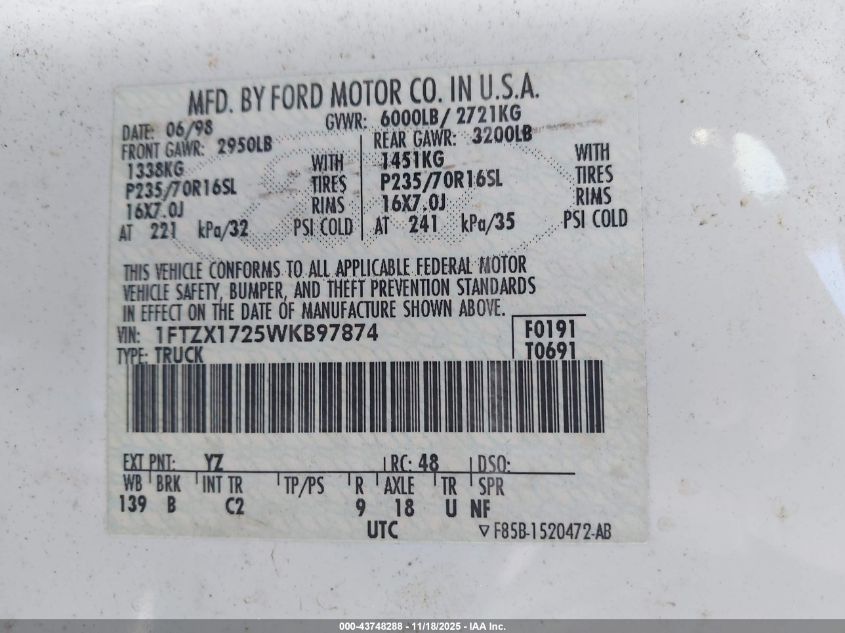 MFD. BY FORD MOTOR CO. IN U.S.A.
DATE: 06/98 GVWR: 6000LB/ 2721KG
FRONT GAWR: 2950LB REAR GAWR: 3200LB
1338KG WITH 1451KG WITH
P235/70R16SL TIRES P235/70R16SL TIRES
16X7.0J RIMS 16X7.0J RIMS
AT 221 kPa/32 PSI COLD AT 241 kPa/35 PSI COLD
THIS VEHICLE CONFORMS TO ALL APPLICABLE FEDERAL MOTOR
VEHICLE SAFETY, BUMPER, AND THEFT PREVENTION STANDARDS
IN EFFECT ON THE DATE OF MANUFACTURE SHOWN ABOVE.
VIN: 1FTZX1725WKB97874 F0191
TYPE: TRUCK T0691
EXT PNT: YZ RC: 48 DSO:
WB BRK INT TR TP/PS R AXLE TR SPR
139 B C2 9 18 U NF
UTC ▽ F85B-1520472-AB
000-43748288 - 11/18/2025 - IAA Inc.